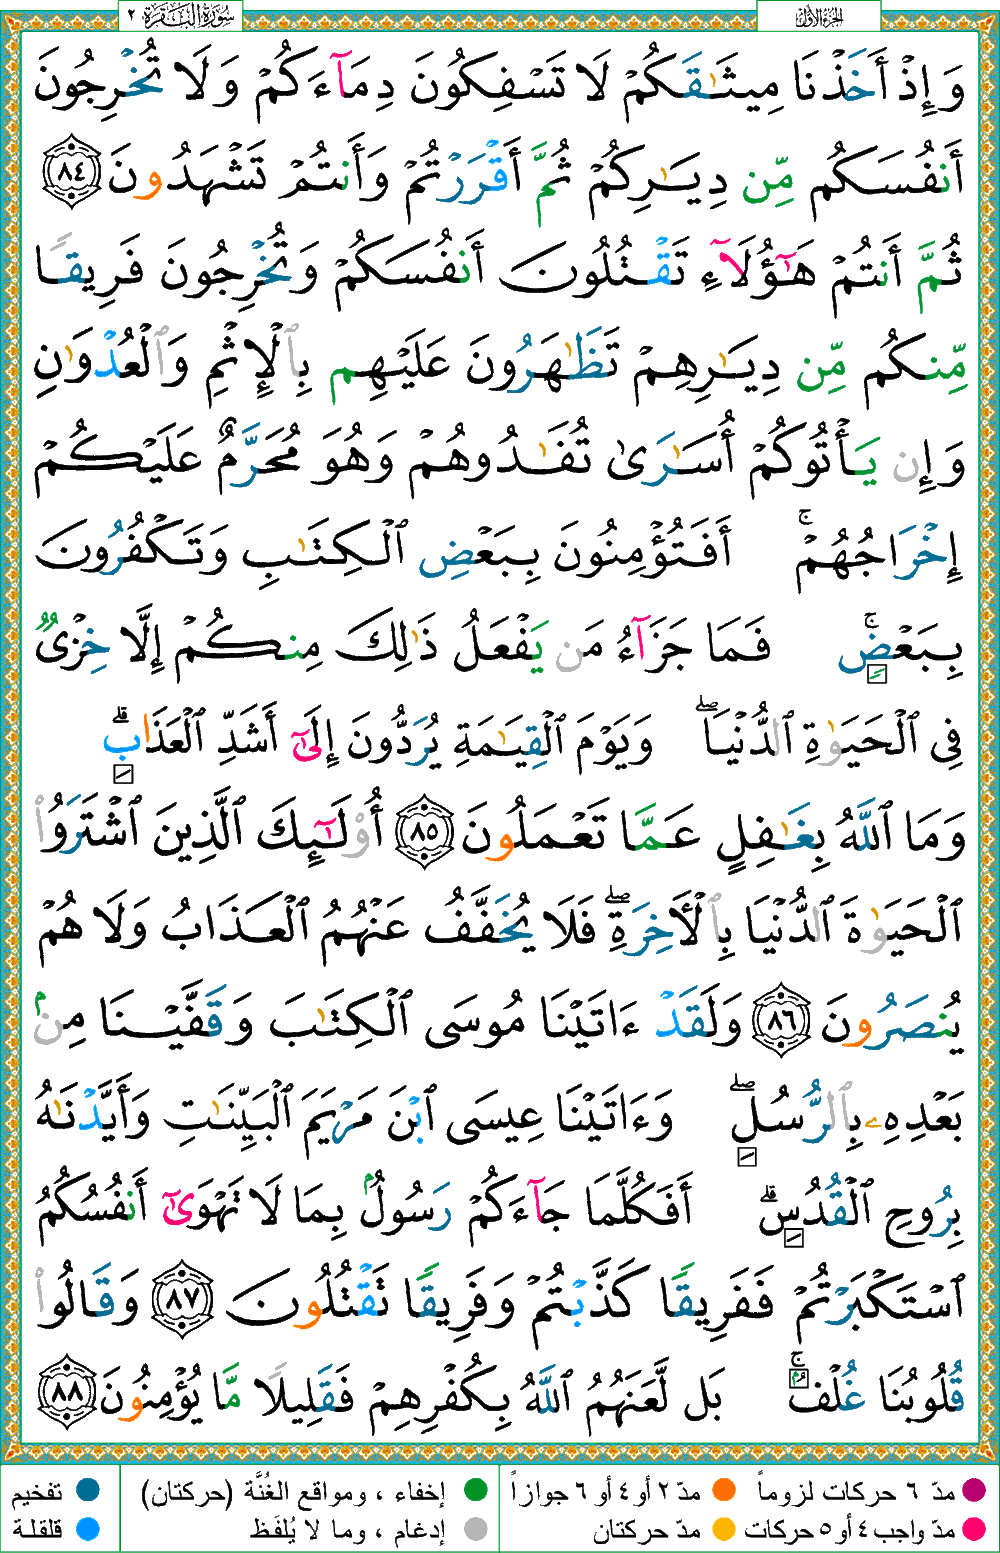 الجزء الأول
سُورَةُ الْبَقَرَةِ ٢
وَإِذْ أَخَذْنَا مِيثَـٰقَكُمْ لَا تَسْفِكُونَ دِمَآءَكُمْ وَلَا تُخْرِجُونَ
أَنفُسَكُم مِّن دِيَـٰرِكُمْ ثُمَّ أَقْرَرْتُمْ وَأَنتُمْ تَشْهَدُونَ ٨٤
ثُمَّ أَنتُمْ هَـٰٓؤُلَآءِ تَقْتُلُونَ أَنفُسَكُمْ وَتُخْرِجُونَ فَرِيقًا
مِّنكُم مِّن دِيَـٰرِهِمْ تَظَـٰهَرُونَ عَلَيْهِم بِٱلْإِثْمِ وَٱلْعُدْوَٰنِ
وَإِن يَأْتُوكُمْ أُسَـٰرَىٰ تُفَـٰدُوهُمْ وَهُوَ مُحَرَّمٌ عَلَيْكُمْ
إِخْرَاجُهُمْ ۚ أَفَتُؤْمِنُونَ بِبَعْضِ ٱلْكِتَـٰبِ وَتَكْفُرُونَ
بِبَعْضٍ ۚ فَمَا جَزَآءُ مَن يَفْعَلُ ذَٰلِكَ مِنكُمْ إِلَّا خِزْىٌ
فِى ٱلْحَيَوٰةِ ٱلدُّنْيَا ۖ وَيَوْمَ ٱلْقِيَـٰمَةِ يُرَدُّونَ إِلَىٰٓ أَشَدِّ ٱلْعَذَابِ ۗ
وَمَا ٱللَّهُ بِغَـٰفِلٍ عَمَّا تَعْمَلُونَ ٨٥ أُو۟لَـٰٓئِكَ ٱلَّذِينَ ٱشْتَرَوُا۟
ٱلْحَيَوٰةَ ٱلدُّنْيَا بِٱلْـَٔاخِرَةِ ۖ فَلَا يُخَفَّفُ عَنْهُمُ ٱلْعَذَابُ وَلَا هُمْ
يُنصَرُونَ ٨٦ وَلَقَدْ ءَاتَيْنَا مُوسَى ٱلْكِتَـٰبَ وَقَفَّيْنَا مِنۢ
بَعْدِهِۦ بِٱلرُّسُلِ ۖ وَءَاتَيْنَا عِيسَى ٱبْنَ مَرْيَمَ ٱلْبَيِّنَـٰتِ وَأَيَّدْنَـٰهُ
بِرُوحِ ٱلْقُدُسِ ۗ أَفَكُلَّمَا جَآءَكُمْ رَسُولٌۢ بِمَا لَا تَهْوَىٰٓ أَنفُسُكُمُ
ٱسْتَكْبَرْتُمْ فَفَرِيقًا كَذَّبْتُمْ وَفَرِيقًا تَقْتُلُونَ ٨٧ وَقَالُوا۟
قُلُوبُنَا غُلْفٌۢ ۚ بَل لَّعَنَهُمُ ٱللَّهُ بِكُفْرِهِمْ فَقَلِيلًا مَّا يُؤْمِنُونَ ٨٨
مدّ ٦ حركات لزوماً مدّ ٢ أو ٤ أو ٦ جوازاً إخفاء ، ومواقع الغُنَّة (حركتان) تفخيم
مدّ واجب ٤ أو ٥ حركات مدّ حركتان إدغام ، وما لا يُلفَظ قلقلة